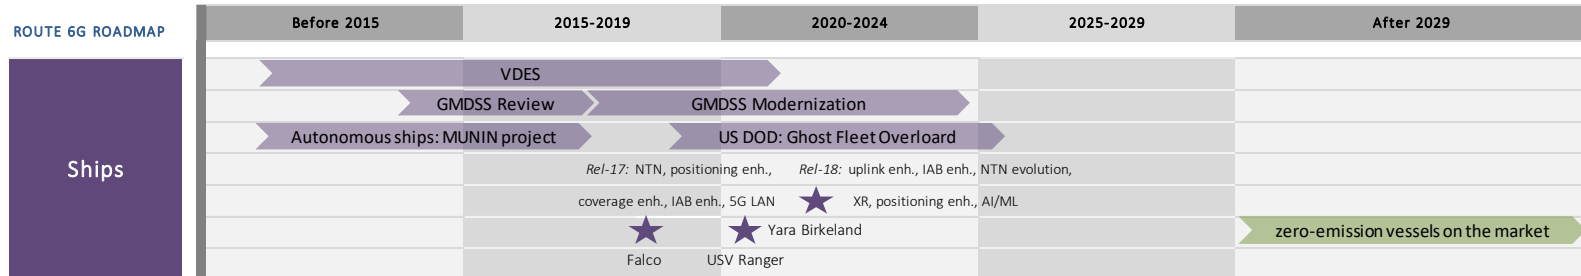 ROUTE 6G ROADMAP
Before 2015
2015-2019
2020-2024
2025-2029
After 2029
Ships
VDES
GMDSS Review
GMDSS Modernization
Autonomous ships: MUNIN project
US DOD: Ghost Fleet Overloard
Rel-17: NTN, positioning enh.,
Rel-18: uplink enh., IAB enh., NTN evolution,
coverage enh., IAB enh., 5G LAN
XR, positioning enh., AI/ML
Yara Birkeland
zero-emission vessels on the market
Falco
USV Ranger